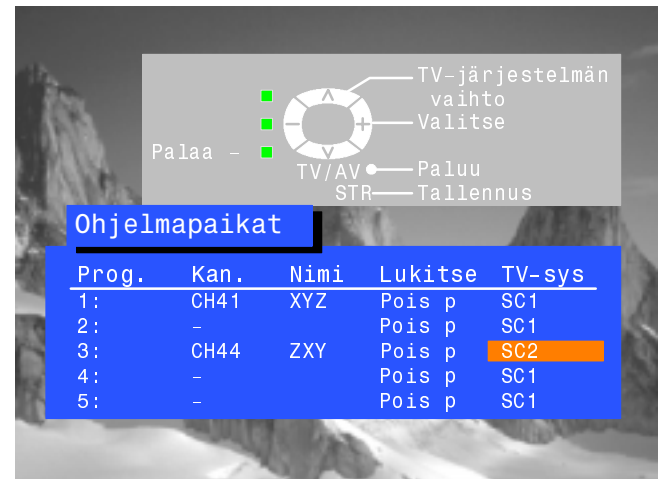 TV-järjestelmän
vaihto
Valitse
Palaa -
TV/AV Paluu
STR Tallennus
Ohjelmapaikat
Prog. Kan. Nimi Lukitse TV-sys
1: CH41 XYZ Pois p SC1
2: - Pois p SC1
3: CH44 ZXY Pois p SC2
4: - Pois p SC1
5: - Pois p SC1